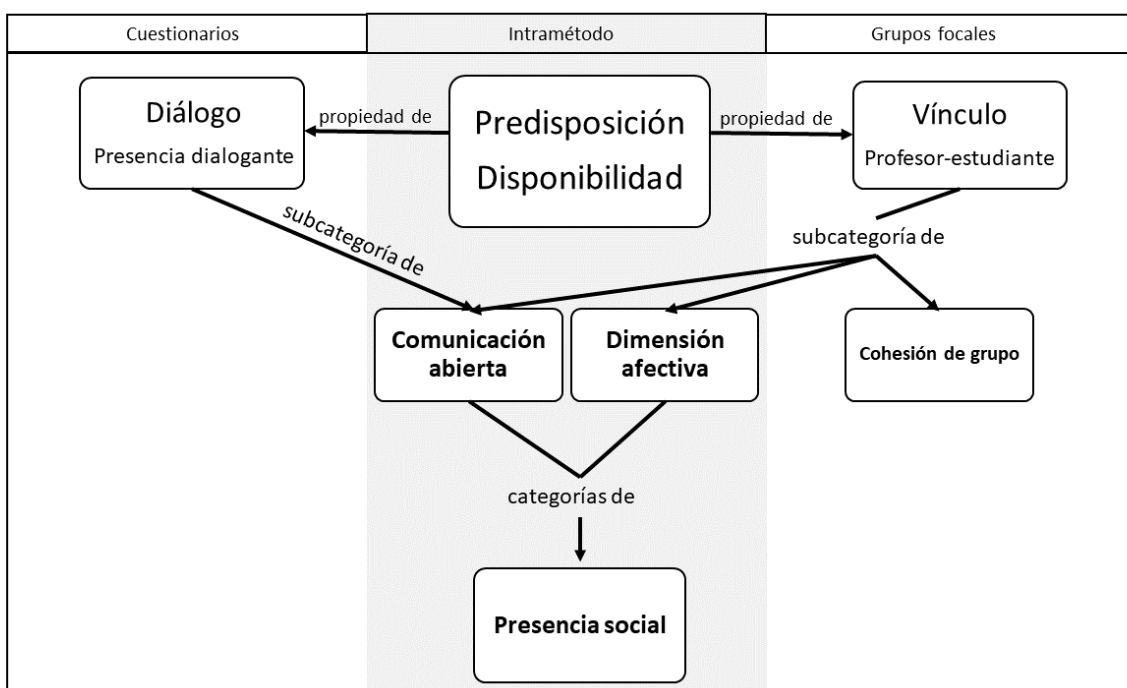 Cuestionarios
Intramétodo
Grupos focales
Diálogo
Presencia dialogante
propiedad de
Predisposición
Disponibilidad
propiedad de
Vínculo
Profesor-estudiante
subcategoría de
subcategoría de
Comunicación
abierta
Dimensión
afectiva
Cohesión de grupo
categorías de
Presencia social